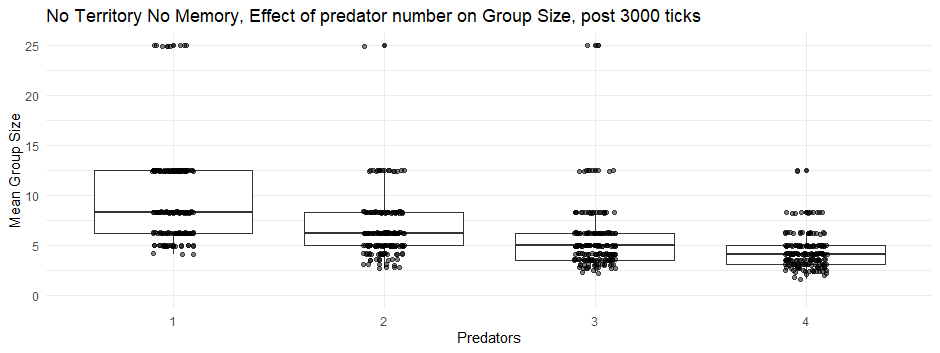 No Territory No Memory, Effect of predator number on Group Size, post 3000 ticks
25
20
15
10
5
0
Mean Group Size
1 2 3 4
Predators